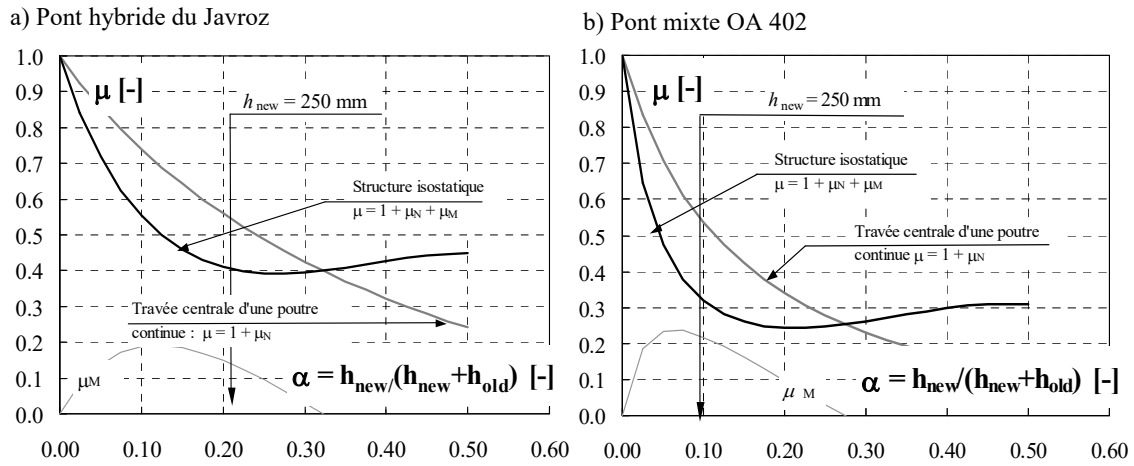 a) Pont hybride du Javroz
1.0
0.9
0.8
0.7
0.6
0.5
0.4
0.3
0.2
0.1
0.0
μ [-]
h new = 250 mm
Structure isostatique
μ = 1 + μN + μM
Travée centrale d'une poutre
continue : μ = 1 + μN
μM
α = hnew/(hnew+hold) [-]
0.00 0.10 0.20 0.30 0.40 0.50 0.60
b) Pont mixte OA 402
1.0
0.9
0.8
0.7
0.6
0.5
0.4
0.3
0.2
0.1
0.0
μ [-]
h new = 250 mm
Structure isostatique
μ = 1 + μN + μM
Travée centrale d'une poutre
continue μ = 1 + μN
μ M
α = hnew/(hnew+hold) [-]
0.00 0.10 0.20 0.30 0.40 0.50 0.60